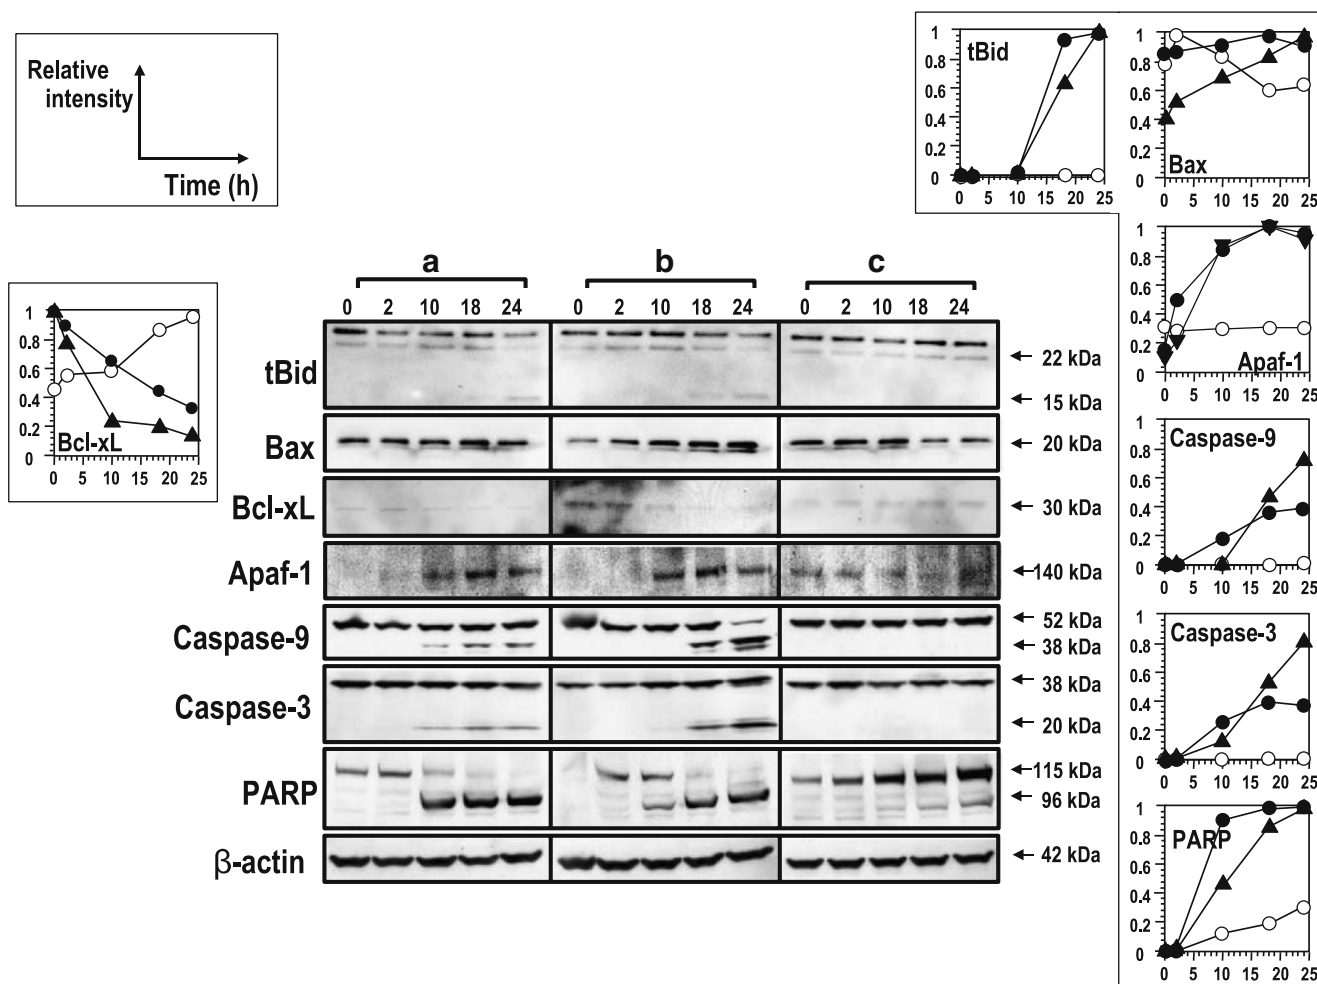 Relative
intensity
Time (h)
1
0.8
0.6
0.4
0.2
0
tBid
0 5 10 15 20 25
1
0.8
0.6
0.4
0.2
0
Bax
0 5 10 15 20 25
1
0.8
0.6
0.4
0.2
0
Apaf-1
0 5 10 15 20 25
1
0.8
0.6
0.4
0.2
0
Bcl-xL
0 5 10 15 20 25
a b c
0 2 10 18 24 0 2 10 18 24 0 2 10 18 24
tBid
22 kDa
15 kDa
Bax
20 kDa
Bcl-xL
30 kDa
Apaf-1
140 kDa
Caspase-9
52 kDa
38 kDa
Caspase-3
38 kDa
20 kDa
PARP
115 kDa
96 kDa
β-actin
42 kDa
Caspase-9
1
0.8
0.6
0.4
0.2
0
0 5 10 15 20 25
Caspase-3
1
0.8
0.6
0.4
0.2
0
0 5 10 15 20 25
PARP
1
0.8
0.6
0.4
0.2
0
0 5 10 15 20 25